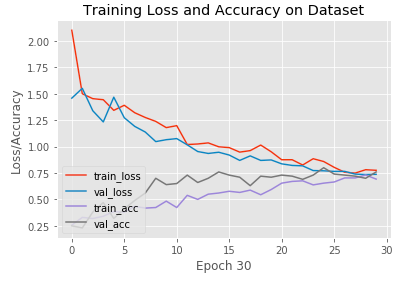 Training Loss and Accuracy on Dataset
Loss/Accuracy
2.00
1.75
1.50
1.25
1.00
0.75
0.50
0.25
train_loss
val_loss
train_acc
val_acc
0
5
10
15
20
25
30
Epoch 30